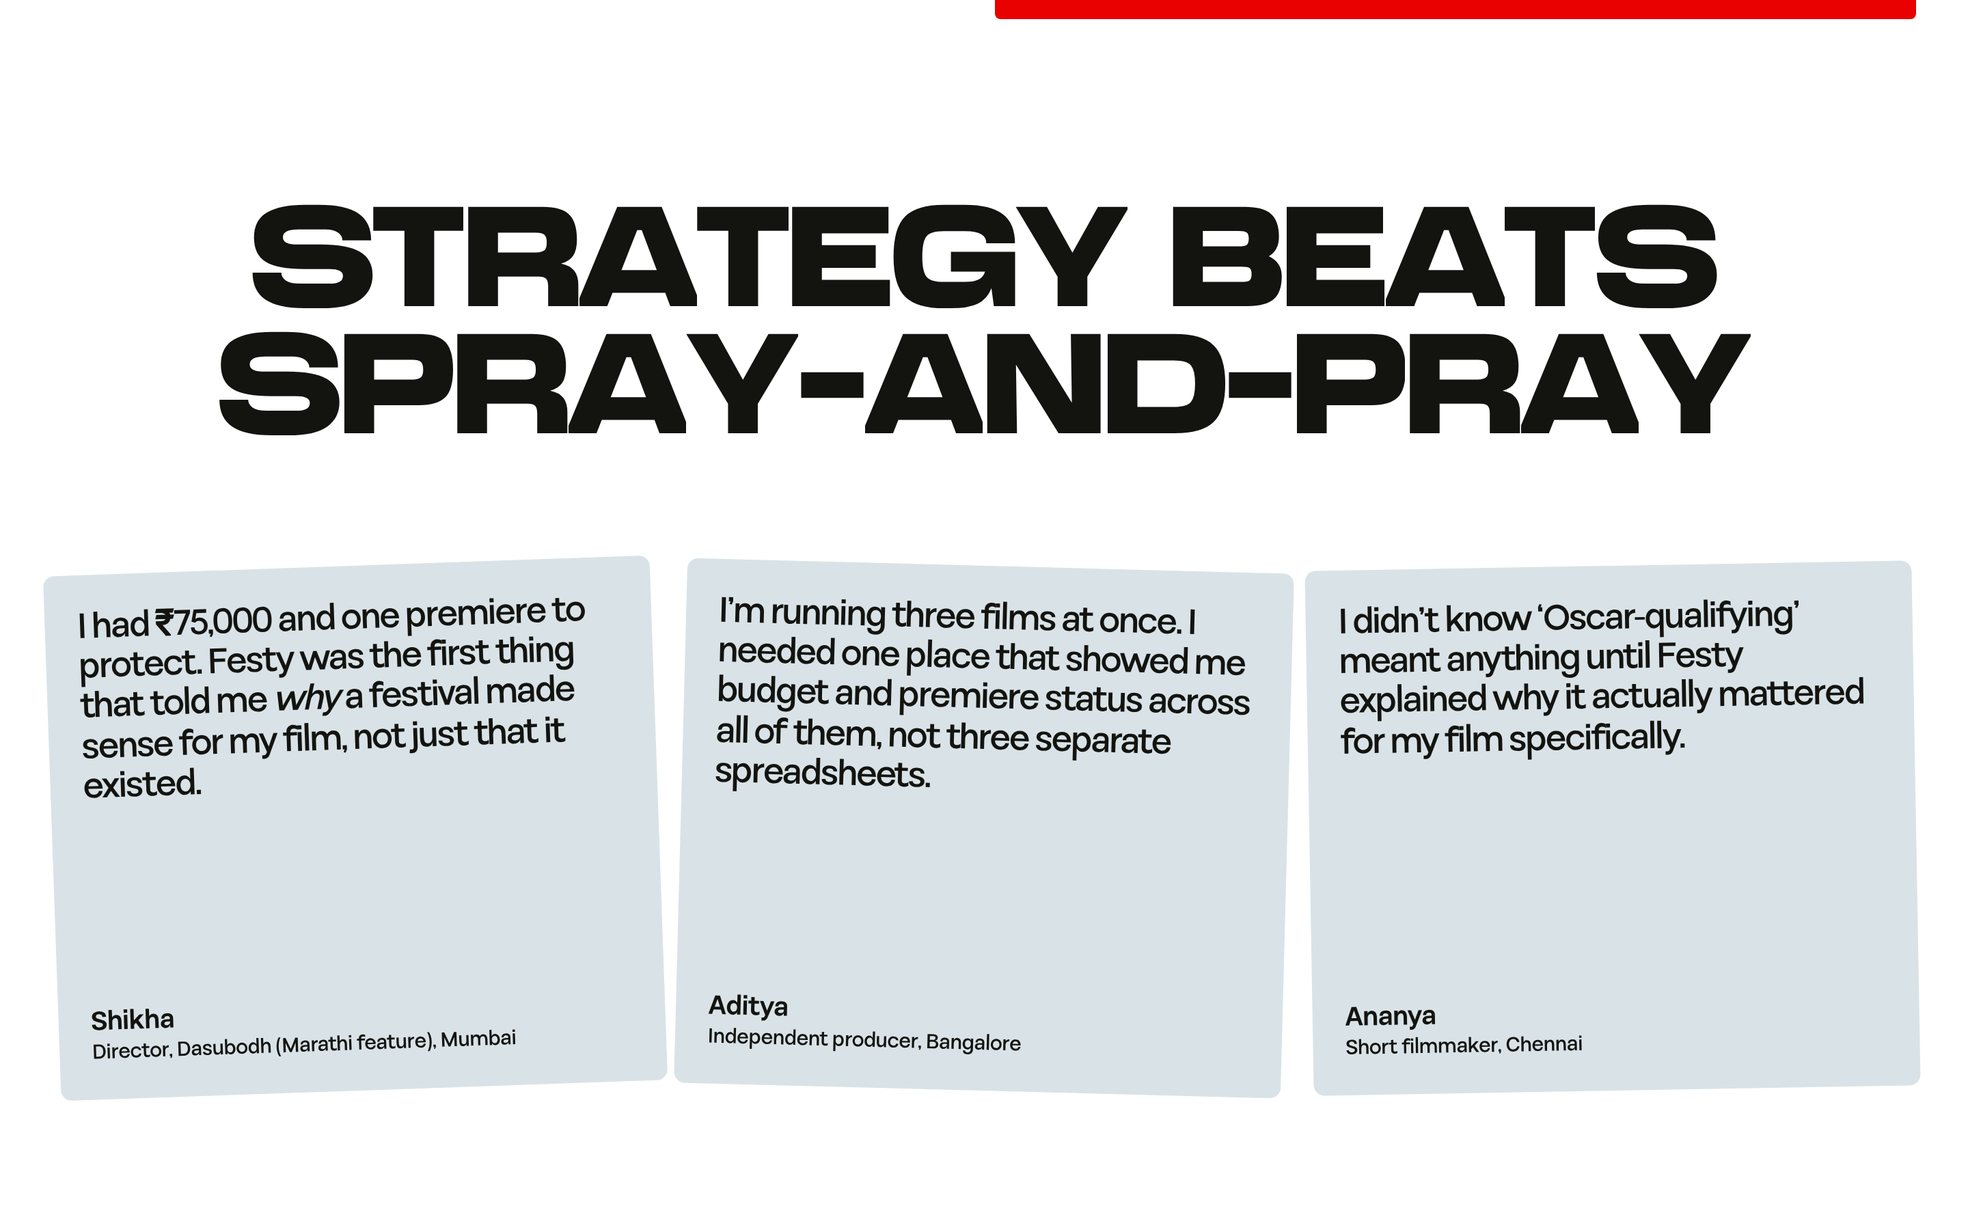 STRATEGY BEATS
SPRAY-AND-PRAY
I had ₹75,000 and one premiere to
protect. Festy was the first thing
that told me why a festival made
sense for my film, not just that it
existed.
Shikha
Director, Dasubodh (Marathi feature), Mumbai
I’m running three films at once. I
needed one place that showed me
budget and premiere status across
all of them, not three separate
spreadsheets.
Aditya
Independent producer, Bangalore
I didn’t know ‘Oscar-qualifying’
meant anything until Festy
explained why it actually mattered
for my film specifically.
Ananya
Short filmmaker, Chennai